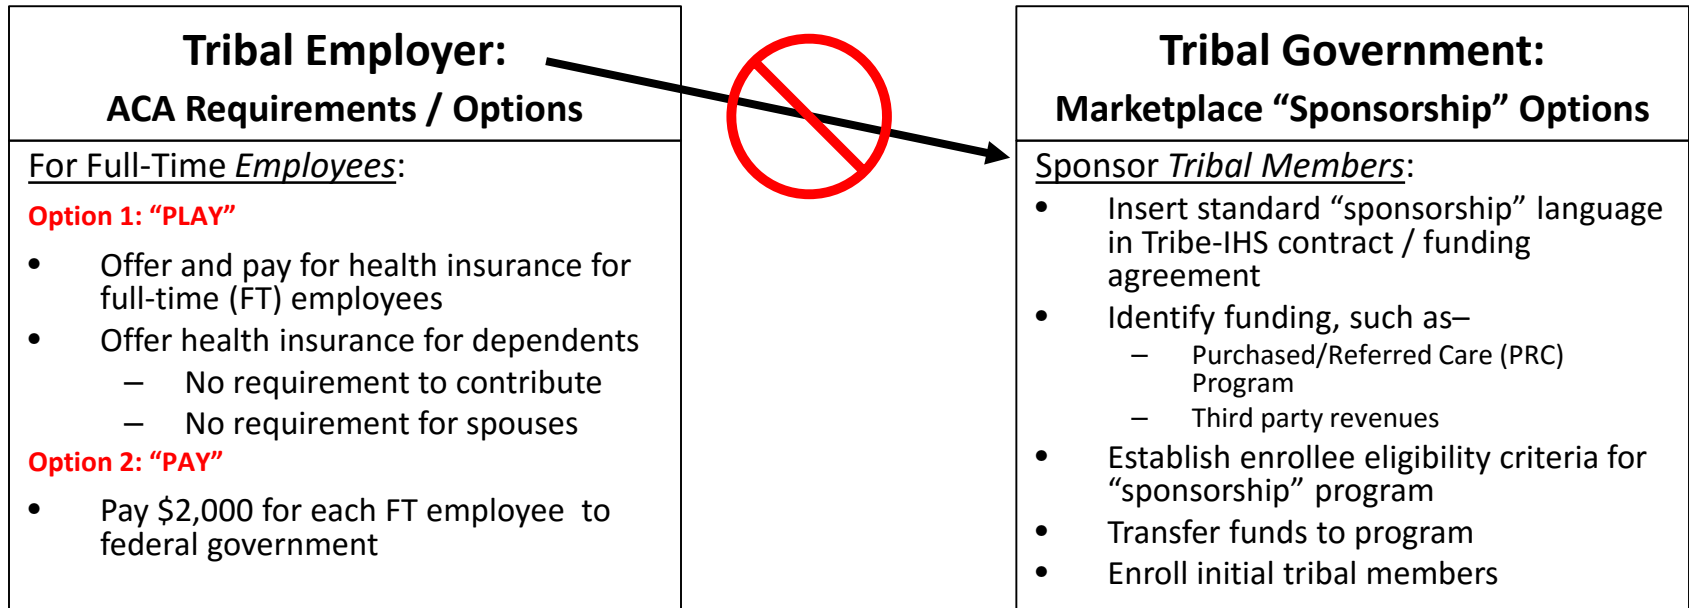 Tribal Employer:
ACA Requirements / Options
For Full-Time Employees:
Option 1: “PLAY”
• Offer and pay for health insurance for
full-time (FT) employees
• Offer health insurance for dependents
– No requirement to contribute
– No requirement for spouses
Option 2: “PAY”
• Pay $2,000 for each FT employee to
federal government
Tribal Government:
Marketplace “Sponsorship” Options
Sponsor Tribal Members:
• Insert standard “sponsorship” language
in Tribe-IHS contract / funding
agreement
• Identify funding, such as–
– Purchased/Referred Care (PRC)
Program
– Third party revenues
• Establish enrollee eligibility criteria for
“sponsorship” program
• Transfer funds to program
• Enroll initial tribal members